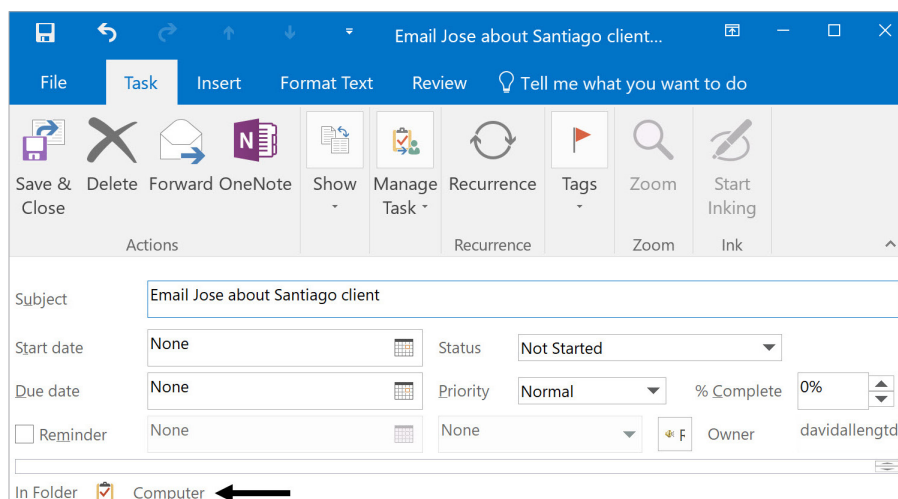 Email Jose about Santiago client...
File Task Insert Format Text Review Tell me what you want to do
N
Save & Close Delete Forward OneNote Show Manage Task Recurrence Tags Zoom Start Inking
Actions Recurrence Zoom Ink
Subject Email Jose about Santiago client
Start date None Status Not Started
Due date None Priority Normal % Complete 0%
Reminder None None F Owner davidallengtd
In Folder Computer